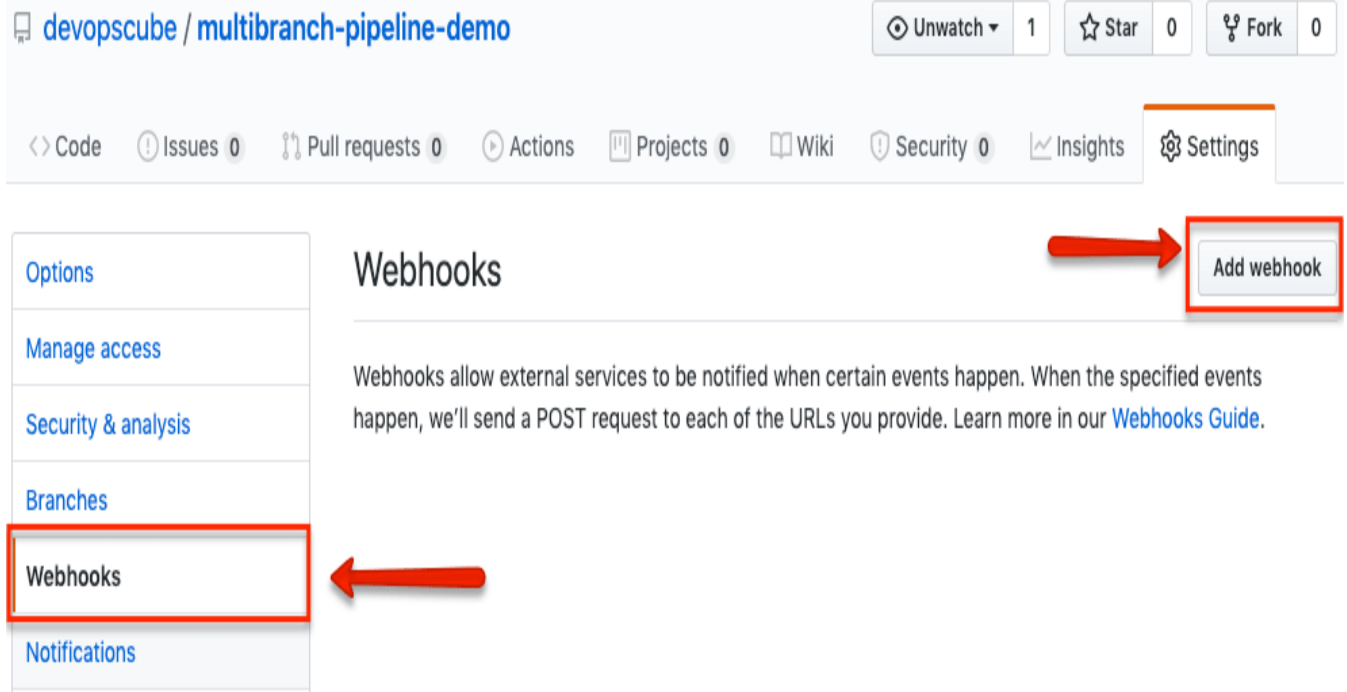 devopscube / multibranch-pipeline-demo
Unwatch 1 Star 0 Fork 0
Code Issues 0 Pull requests 0 Actions Projects 0 Wiki Security 0 Insights Settings
Options
Manage access
Security & analysis
Branches
Webhooks
Notifications
Webhooks
Add webhook
Webhooks allow external services to be notified when certain events happen. When the specified events
happen, we’ll send a POST request to each of the URLs you provide. Learn more in our Webhooks Guide.